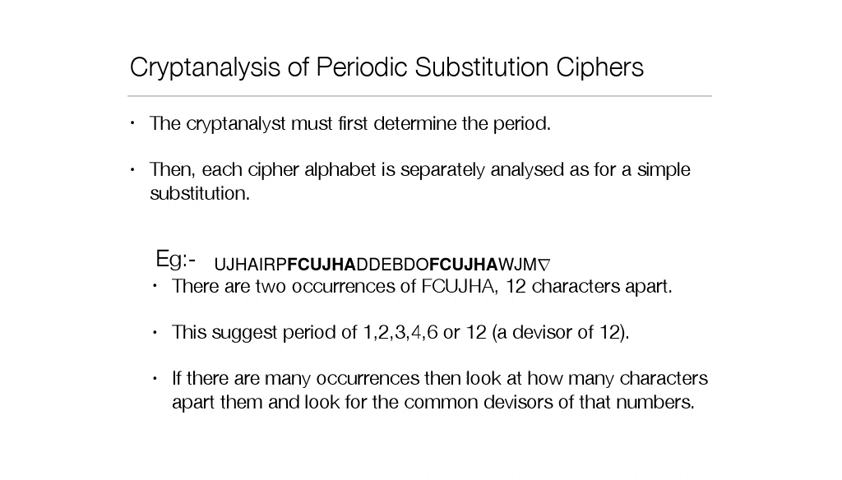 Cryptanalysis of Periodic Substitution Ciphers
• The cryptanalyst must first determine the period.
• Then, each cipher alphabet is separately analysed as for a simple
substitution.
Eg:- UJHAIRPFCUJHADDEBDOFCUJHAWJM▽
• There are two occurrences of FCUJHA, 12 characters apart.
• This suggest period of 1,2,3,4,6 or 12 (a devisor of 12).
• If there are many occurrences then look at how many characters
apart them and look for the common devisors of that numbers.